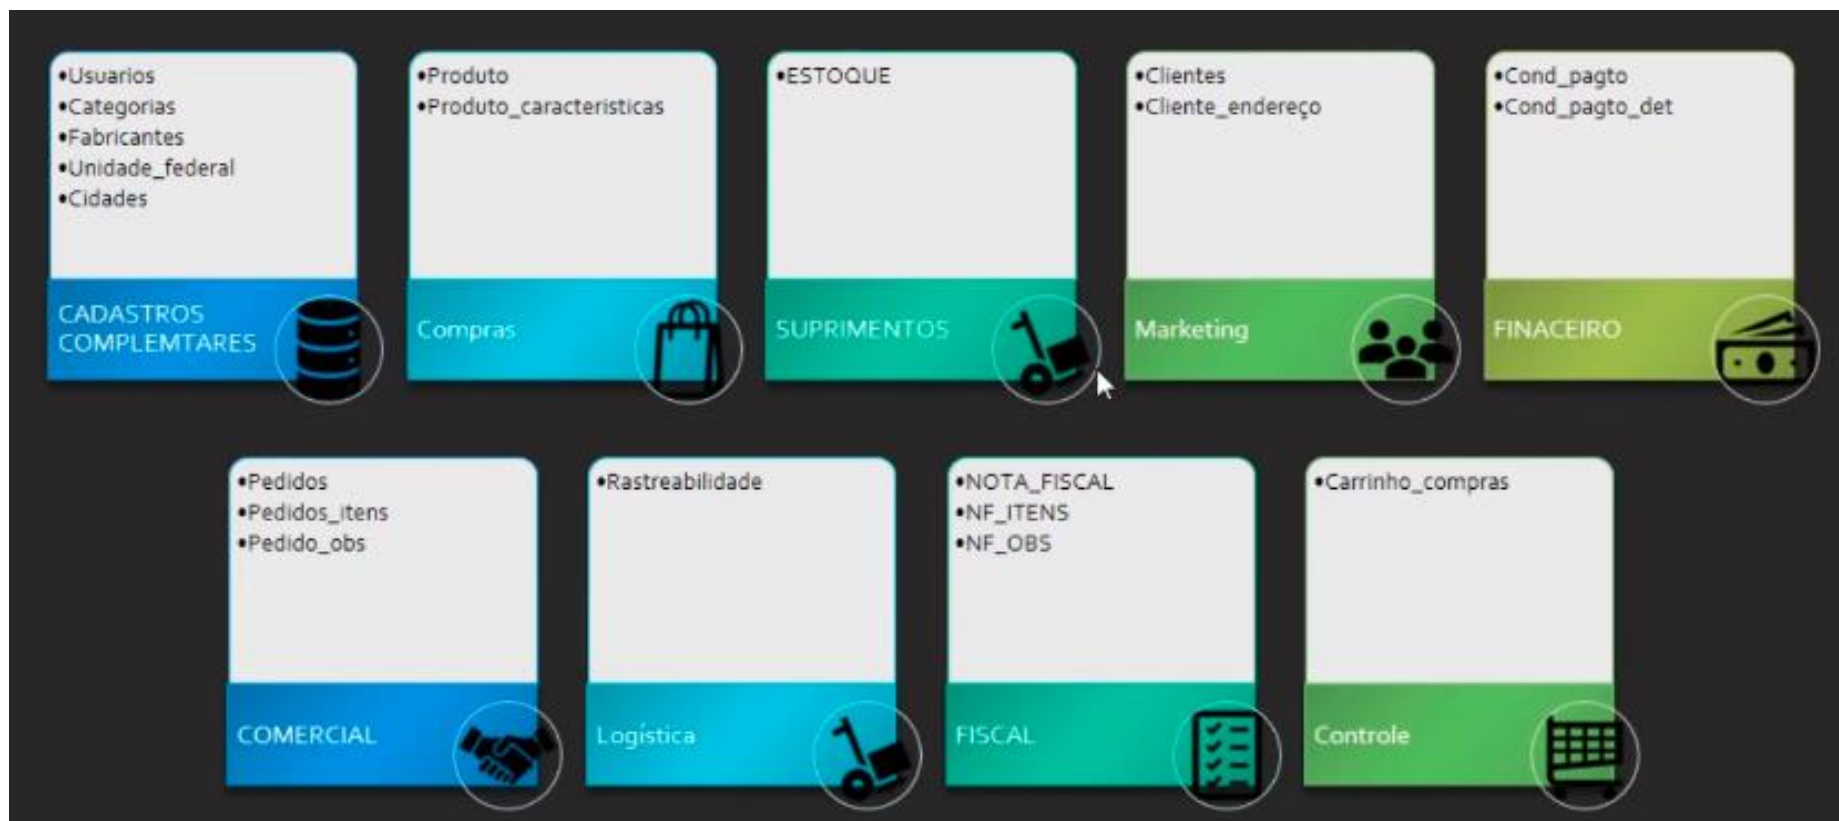 •Usuarios
•Categorias
•Fabricantes
•Unidade_federal
•Cidades
CADASTROS
COMPLEMTARES
•Produto
•Produto_caracteristicas
Compras
•ESTOQUE
SUPRIMENTOS
•Clientes
•Cliente_endereço
Marketing
•Cond_pagto
•Cond_pagto_det
FINACEIRO
•Pedidos
•Pedidos_itens
•Pedido_obs
COMERCIAL
•Rastreabilidade
Logística
•NOTA_FISCAL
•NF_ITENS
•NF_OBS
FISCAL
•Carrinho_compras
Controle